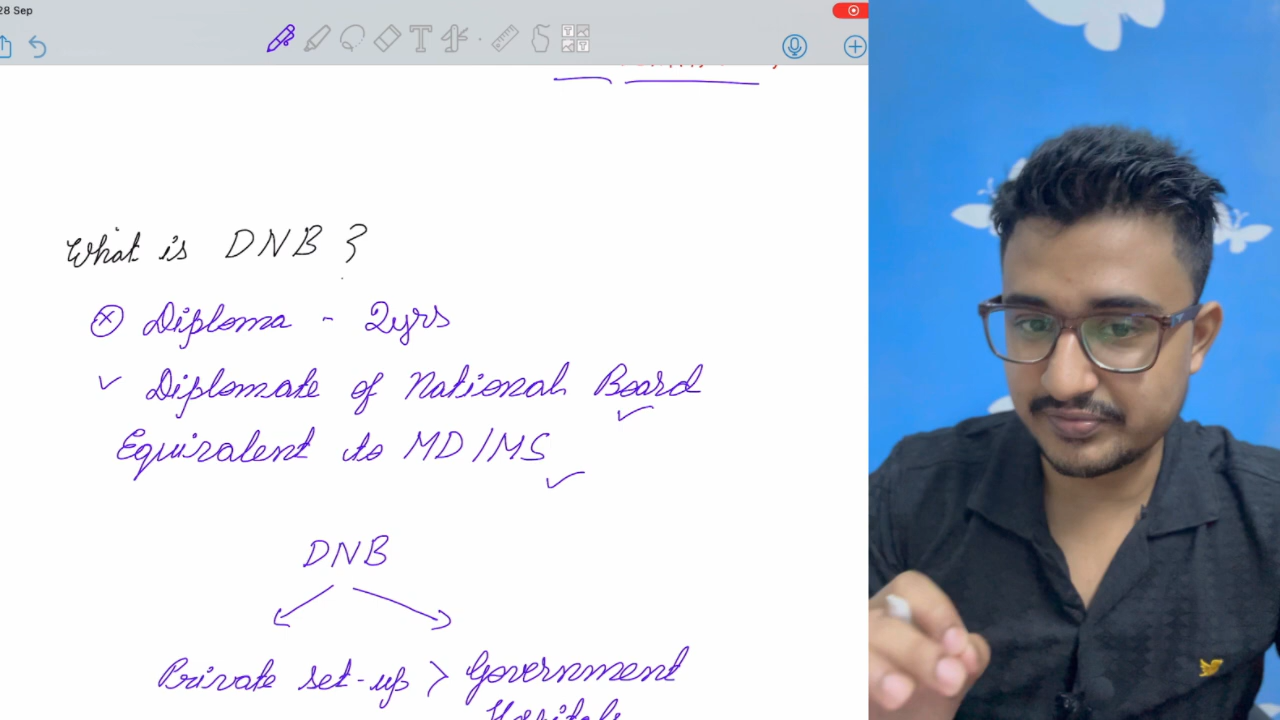 28 Sep
What is DNB ?
Diploma - 2yrs
Diplomate of National Board
Equivalent to MD/MS
DNB
Private set-up > Government
Hospitals